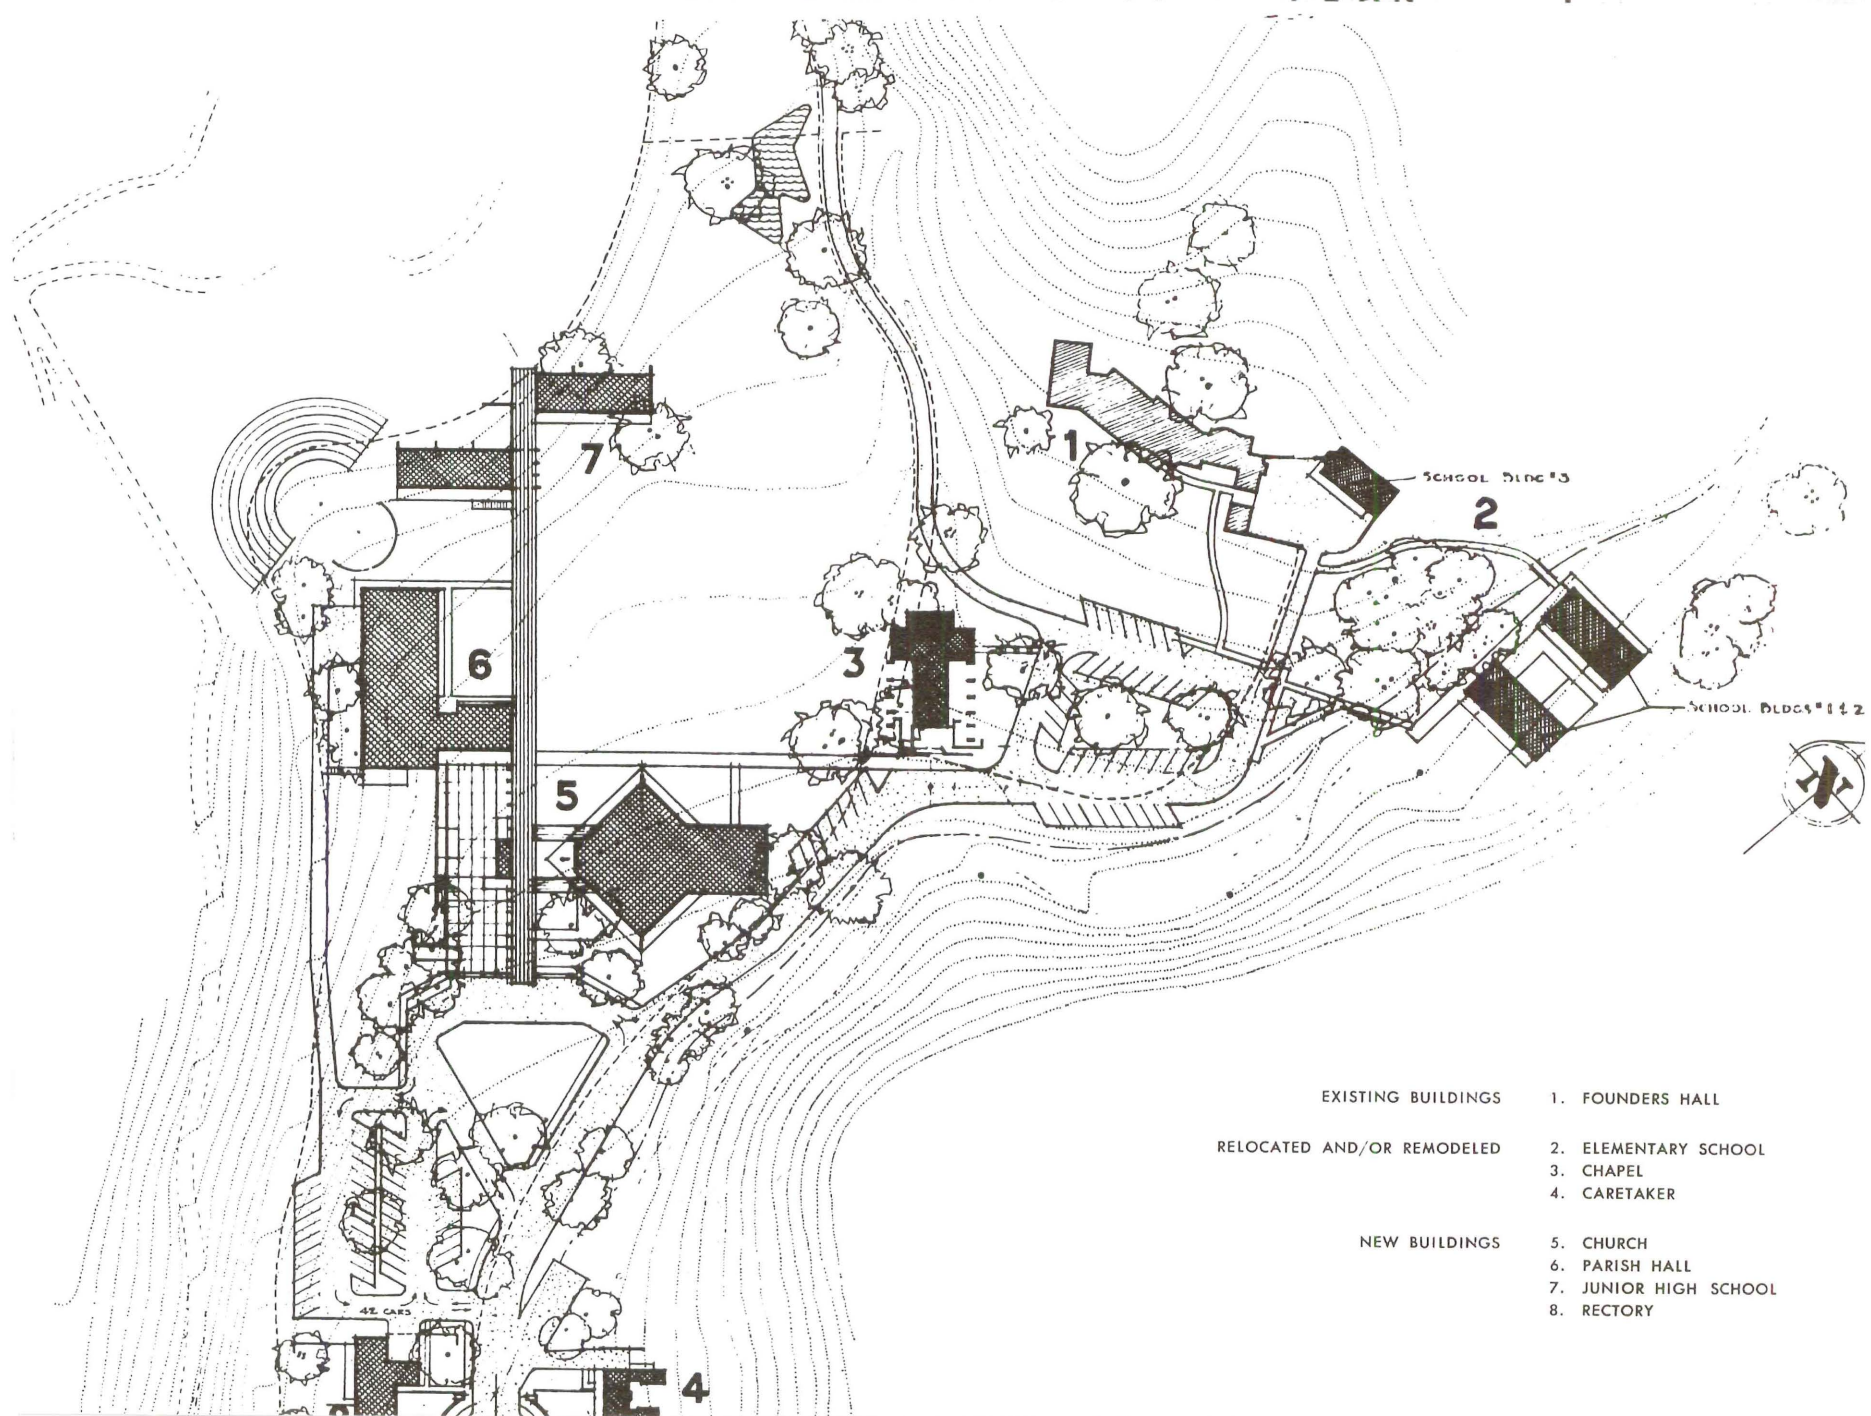 7
1
SCHOOL BLDG #3
2
6
3
SCHOOL BLDGS #1 & 2
N
5
EXISTING BUILDINGS 1. FOUNDERS HALL
RELOCATED AND/OR REMODELED 2. ELEMENTARY SCHOOL
3. CHAPEL
4. CARETAKER
NEW BUILDINGS 5. CHURCH
6. PARISH HALL
7. JUNIOR HIGH SCHOOL
8. RECTORY
42 CARS
4